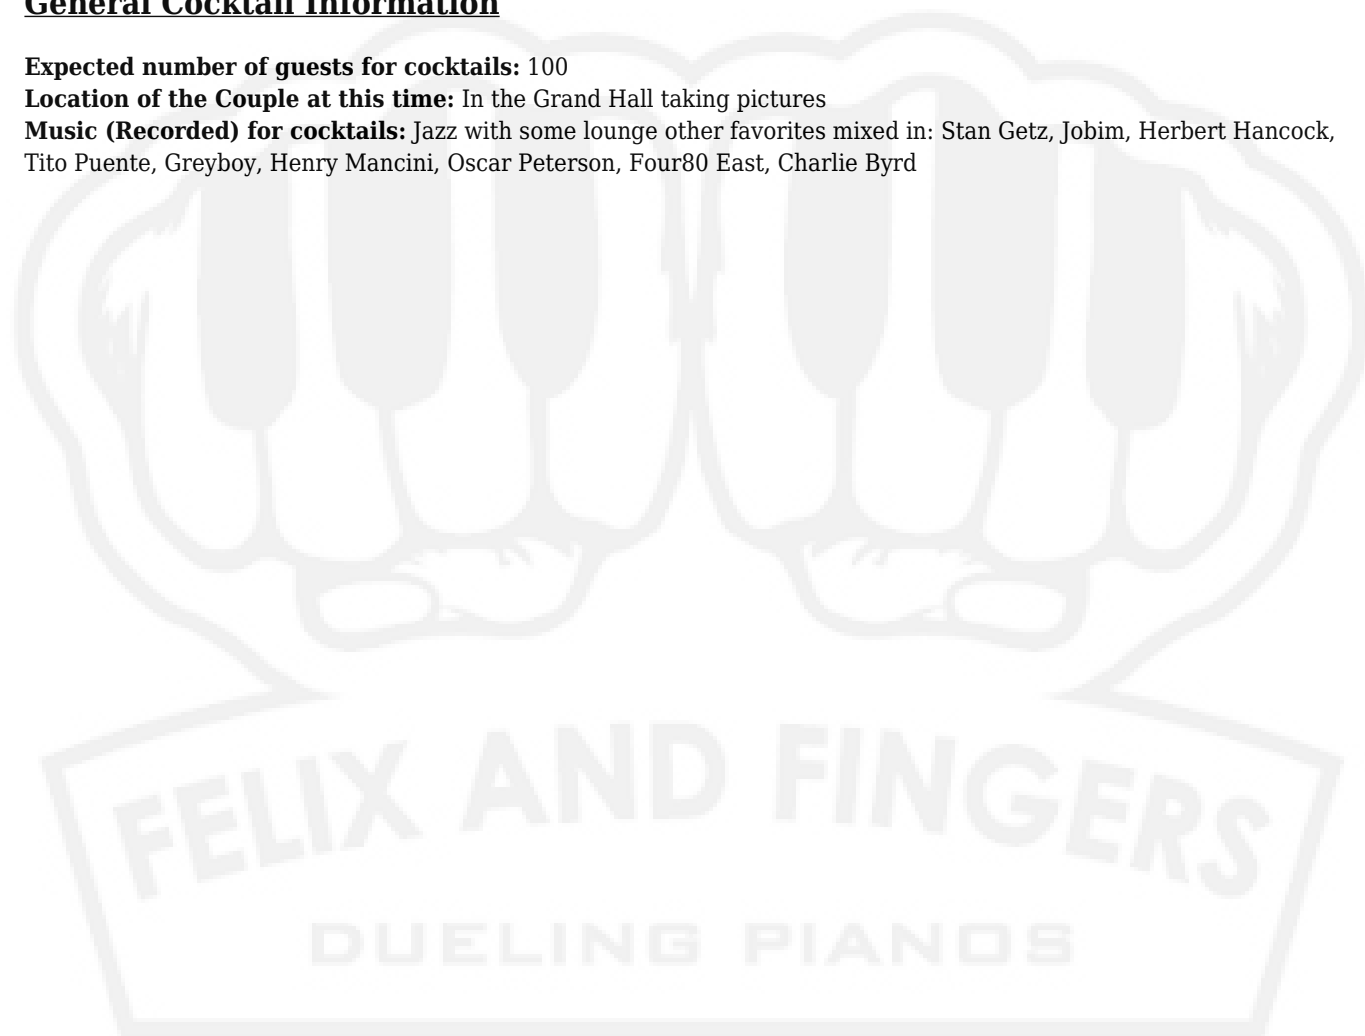 General Cocktail Information
Expected number of guests for cocktails: 100
Location of the Couple at this time: In the Grand Hall taking pictures
Music (Recorded) for cocktails: Jazz with some lounge other favorites mixed in: Stan Getz, Jobim, Herbert Hancock,
Tito Puente, Greyboy, Henry Mancini, Oscar Peterson, Four80 East, Charlie Byrd
FELIX AND FINGERS
DUELING PIANOS